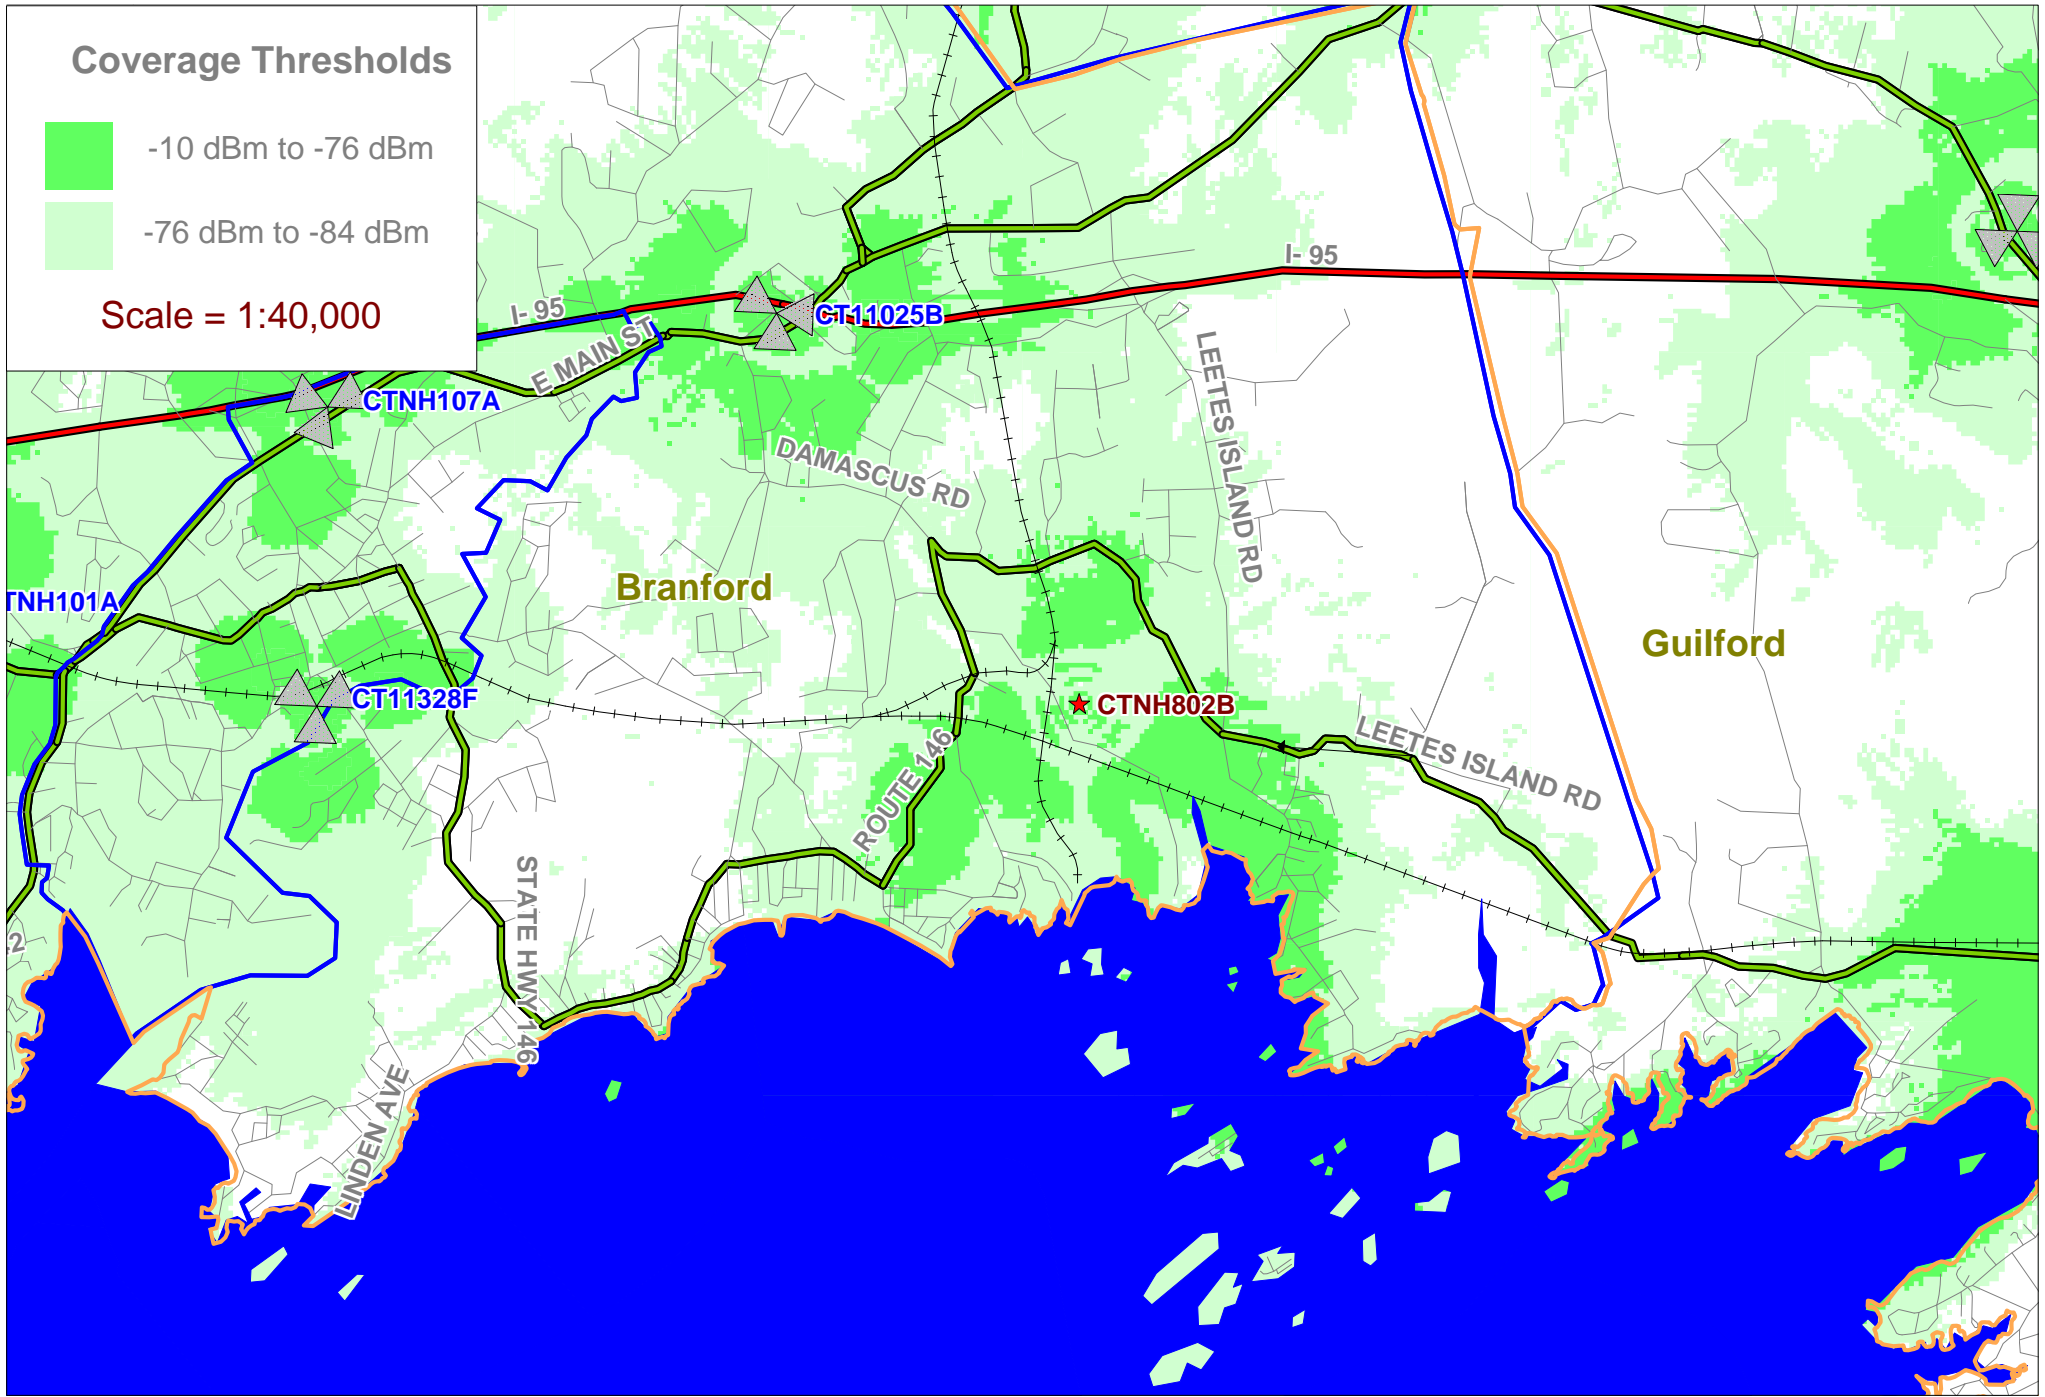 Coverage Thresholds
-10 dBm to -76 dBm
-76 dBm to -84 dBm
Scale = 1:40,000
I- 95
I- 95
E MAIN ST
CT11025B
CTNH107A
LEETES ISLAND RD
DAMASCUS RD
Branford
TNH101A
Guilford
CT11328F
CTNH802B
LEETES ISLAND RD
ROUTE 146
STATE HWY 146
2
LINDEN AVE